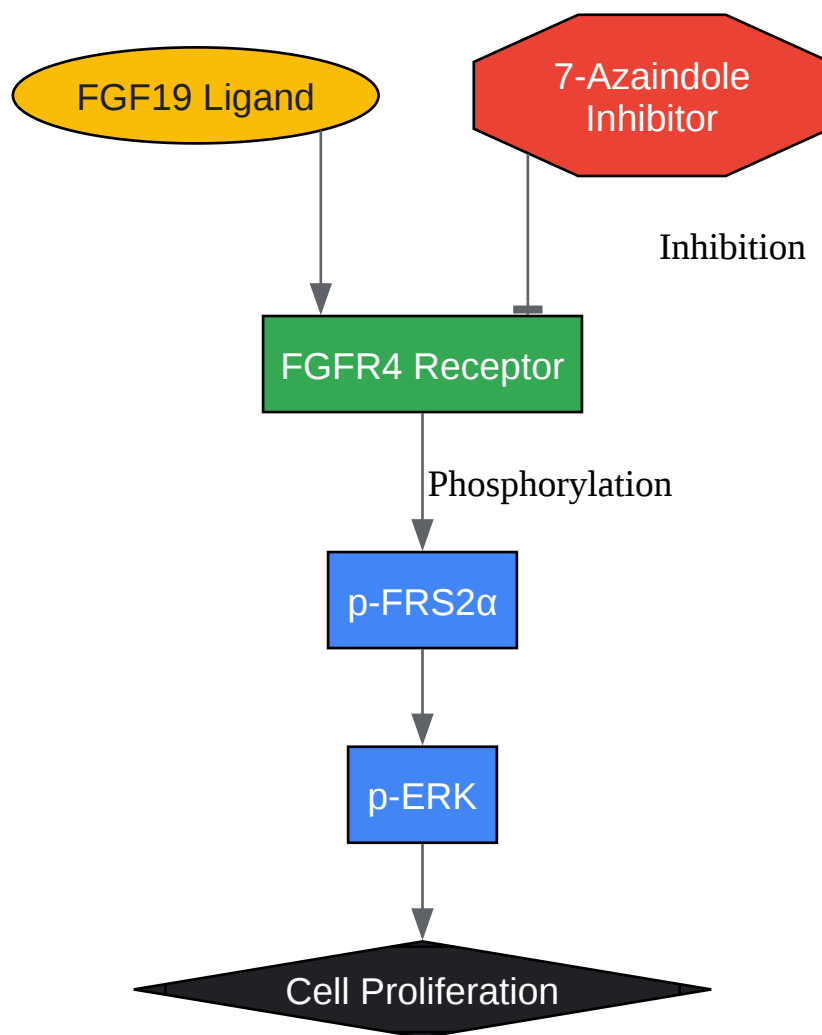 FGF19 Ligand
7-Azaindole
Inhibitor
Inhibition
FGFR4 Receptor
Phosphorylation
p-FRS2α
p-ERK
Cell Proliferation